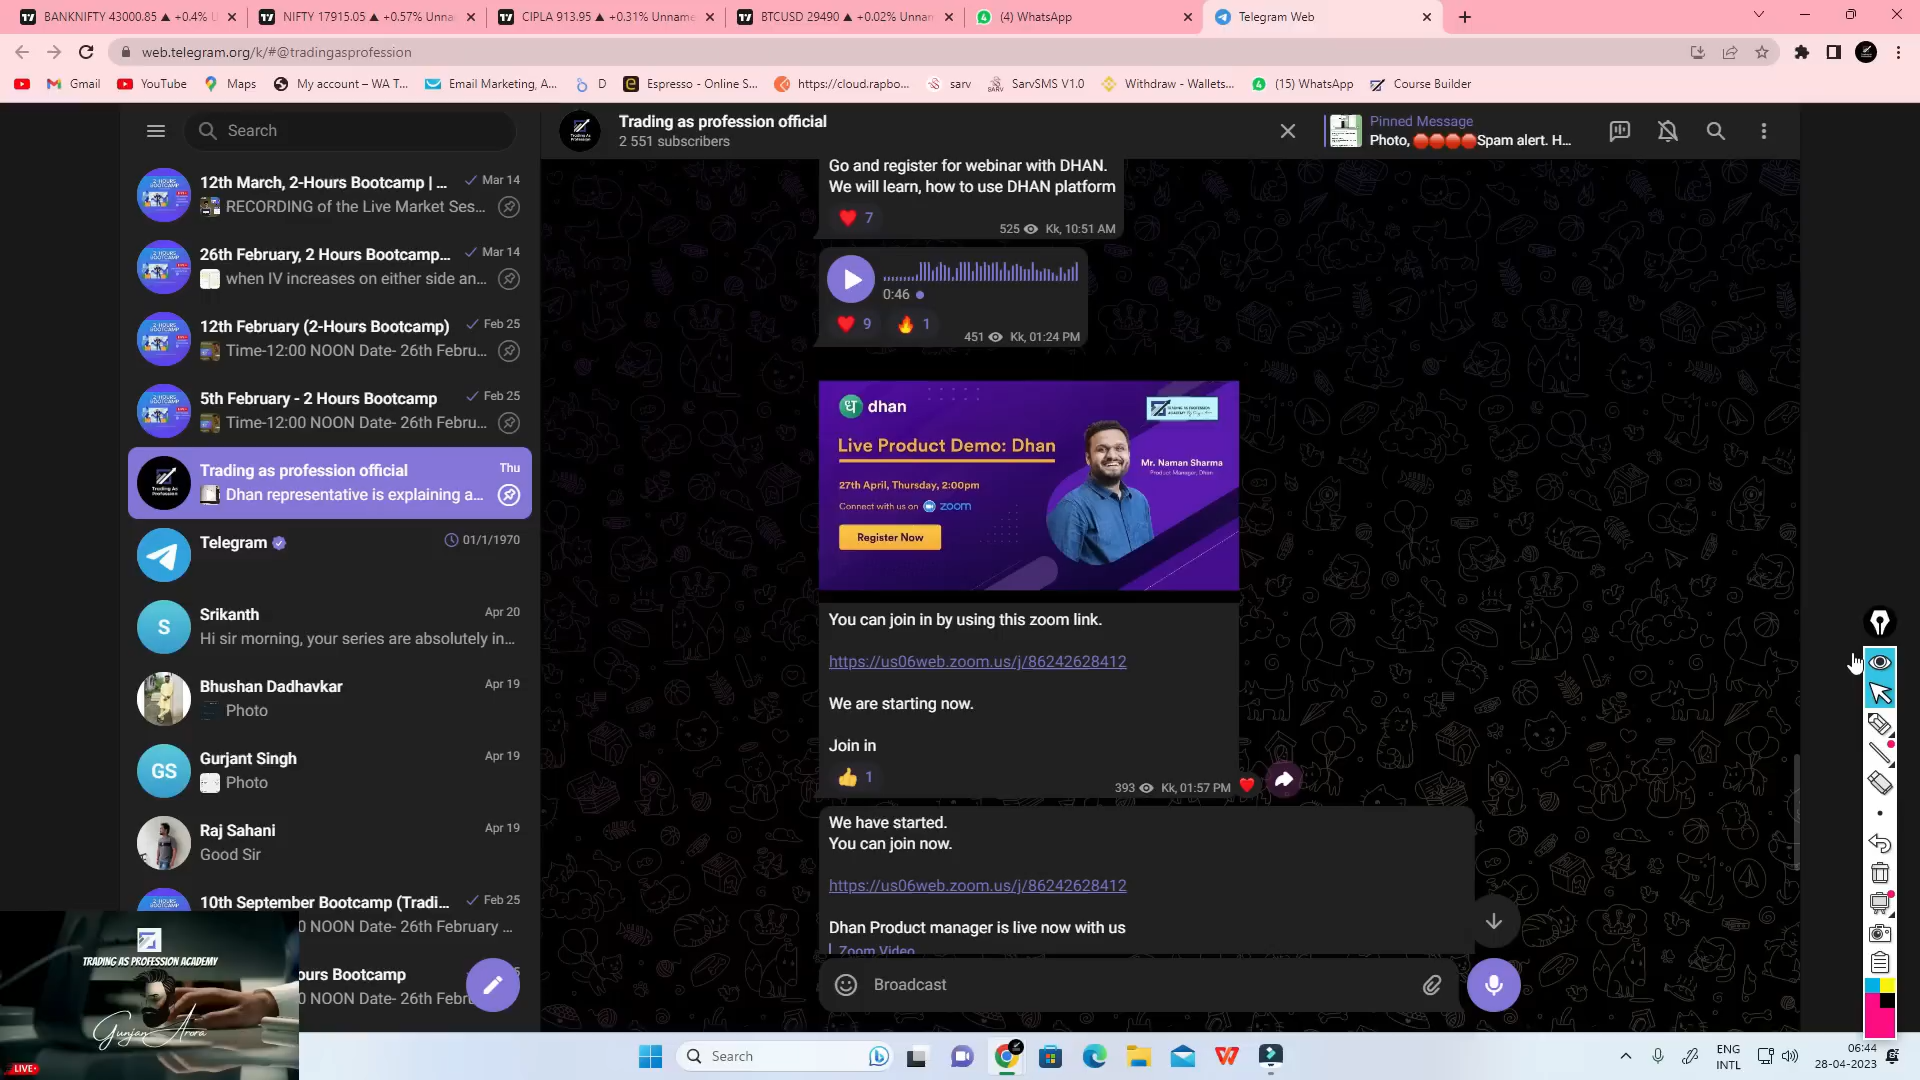 BANKNIFTY 43000.85 ▲ +0.4% U
NIFTY 17915.05 ▲ +0.57% Unna
CIPLA 913.95 ▲ +0.31% Unname
BTCUSD 29490 ▲ +0.02% Unnan
(4) WhatsApp
Telegram Web
web.telegram.org/k/#@tradingasprofession
Gmail
YouTube
Maps
My account – WA T...
Email Marketing, A...
D
Espresso - Online S...
https://cloud.rapbo...
sarv
SarvSMS V1.0
Withdraw - Wallets...
(15) WhatsApp
Course Builder
Search
Trading as profession official
2 551 subscribers
Pinned Message
Photo, 🔴🔴🔴🔴Spam alert. H...
12th March, 2-Hours Bootcamp | ...
Mar 14
RECORDING of the Live Market Ses...
26th February, 2 Hours Bootcamp...
Mar 14
when IV increases on either side an...
12th February (2-Hours Bootcamp)
Feb 25
Time-12:00 NOON Date- 26th Febru...
5th February - 2 Hours Bootcamp
Feb 25
Time-12:00 NOON Date- 26th Febru...
Trading as profession official
Thu
Dhan representative is explaining a...
Telegram
01/1/1970
S
Srikanth
Apr 20
Hi sir morning, your series are absolutely in...
Bhushan Dadhavkar
Apr 19
Photo
GS
Gurjant Singh
Apr 19
Photo
Raj Sahani
Apr 19
Good Sir
10th September Bootcamp (Tradi...
Feb 25
0 NOON Date- 26th February ...
ours Bootcamp
0 NOON Date- 26th Febru
Go and register for webinar with DHAN.
We will learn, how to use DHAN platform
❤️ 7
525 Kk, 10:51 AM
0:46
❤️ 9 🔥 1
451 Kk, 01:24 PM
dhan
Live Product Demo: Dhan
27th April, Thursday, 2:00pm
Connect with us on zoom
Register Now
Mr. Naman Sharma
Product Manager, Dhan
You can join in by using this zoom link.
https://us06web.zoom.us/j/86242628412
We are starting now.
Join in
👍 1
393 Kk, 01:57 PM ❤️
We have started.
You can join now.
https://us06web.zoom.us/j/86242628412
Dhan Product manager is live now with us
Zoom Video
Broadcast
TRADING AS PROFESSION ACADEMY
Gunjan Arora
LIVE
Search
ENG
INTL
06:44
28-04-2023